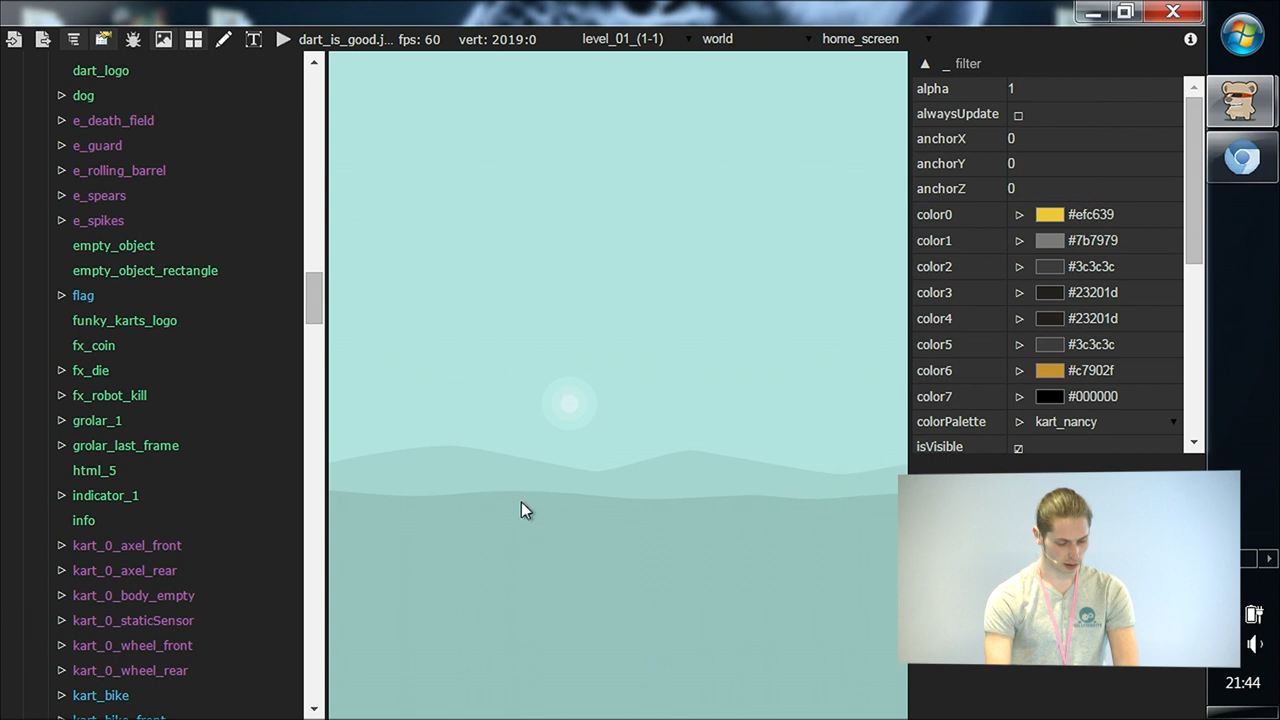 dart_is_good.j... fps: 60 vert: 2019:0 level_01_(1-1) world home_screen
dart_logo
dog
e_death_field
e_guard
e_rolling_barrel
e_spears
e_spikes
empty_object
empty_object_rectangle
flag
funky_karts_logo
fx_coin
fx_die
fx_robot_kill
grolar_1
grolar_last_frame
html_5
indicator_1
info
kart_0_axel_front
kart_0_axel_rear
kart_0_body_empty
kart_0_staticSensor
kart_0_wheel_front
kart_0_wheel_rear
kart_bike
kart_bike_front
_ filter
alpha 1
alwaysUpdate
anchorX 0
anchorY 0
anchorZ 0
color0 #efc639
color1 #7b7979
color2 #3c3c3c
color3 #23201d
color4 #23201d
color5 #3c3c3c
color6 #c7902f
color7 #000000
colorPalette kart_nancy
isVisible
21:44